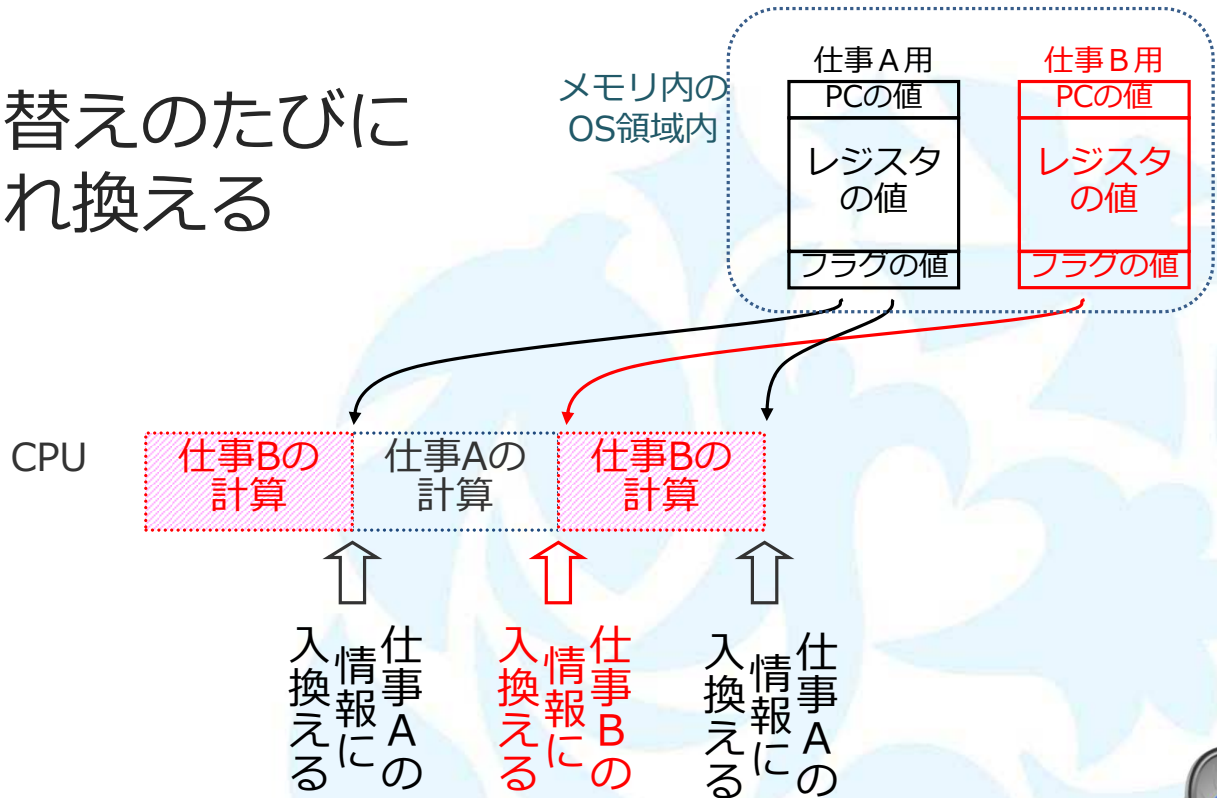 替えのたびに
れ換える
メモリ内の
OS領域内
仕事A用
PCの値
レジスタ
の値
フラグの値
仕事B用
PCの値
レジスタ
の値
フラグの値
CPU
仕事Bの
計算
仕事Aの
計算
仕事Bの
計算
仕事Aの
情報に
入換える
仕事Bの
情報に
入換える
仕事Aの
情報に
入換える